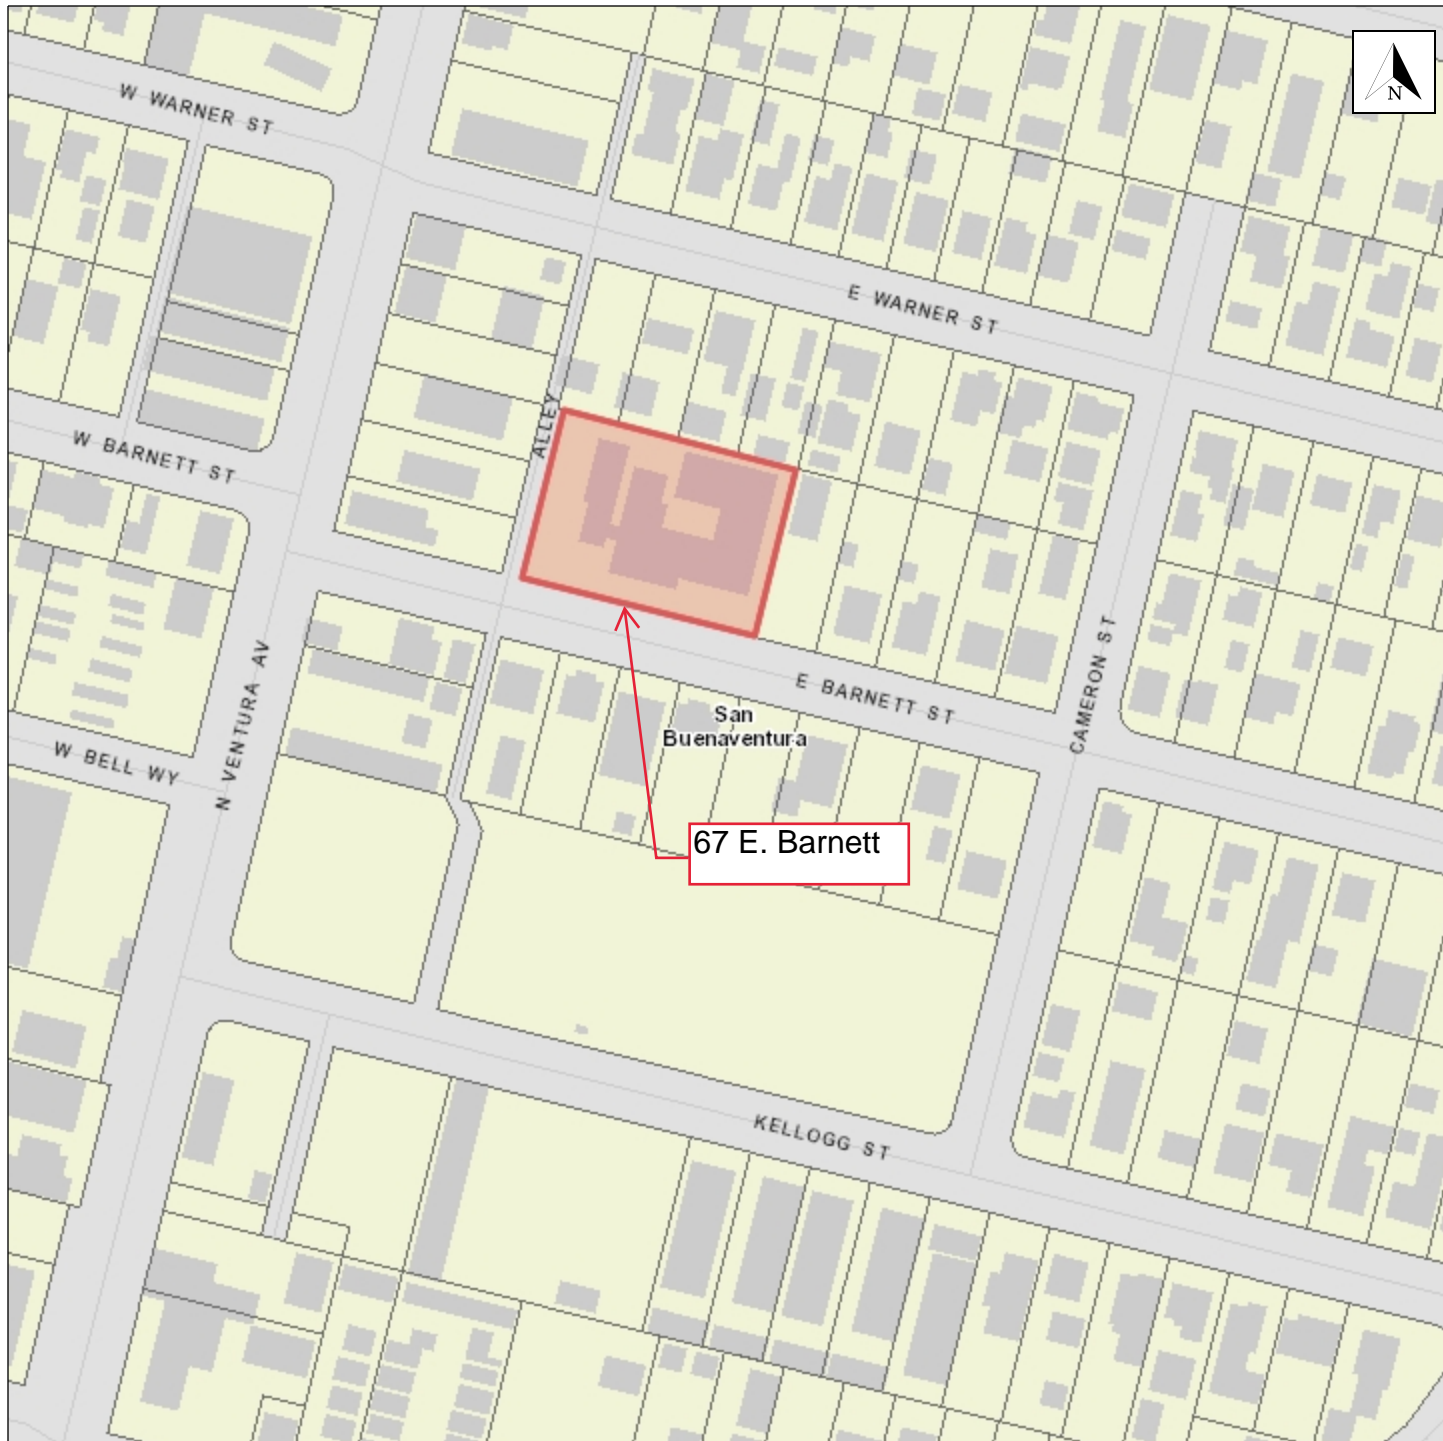 N
W WARNER ST
E WARNER ST
ALLEY
W BARNETT ST
E BARNETT ST
San
Buenaventura
N VENTURA AV
CAMERON ST
W BELL WY
67 E. Barnett
KELLOGG ST